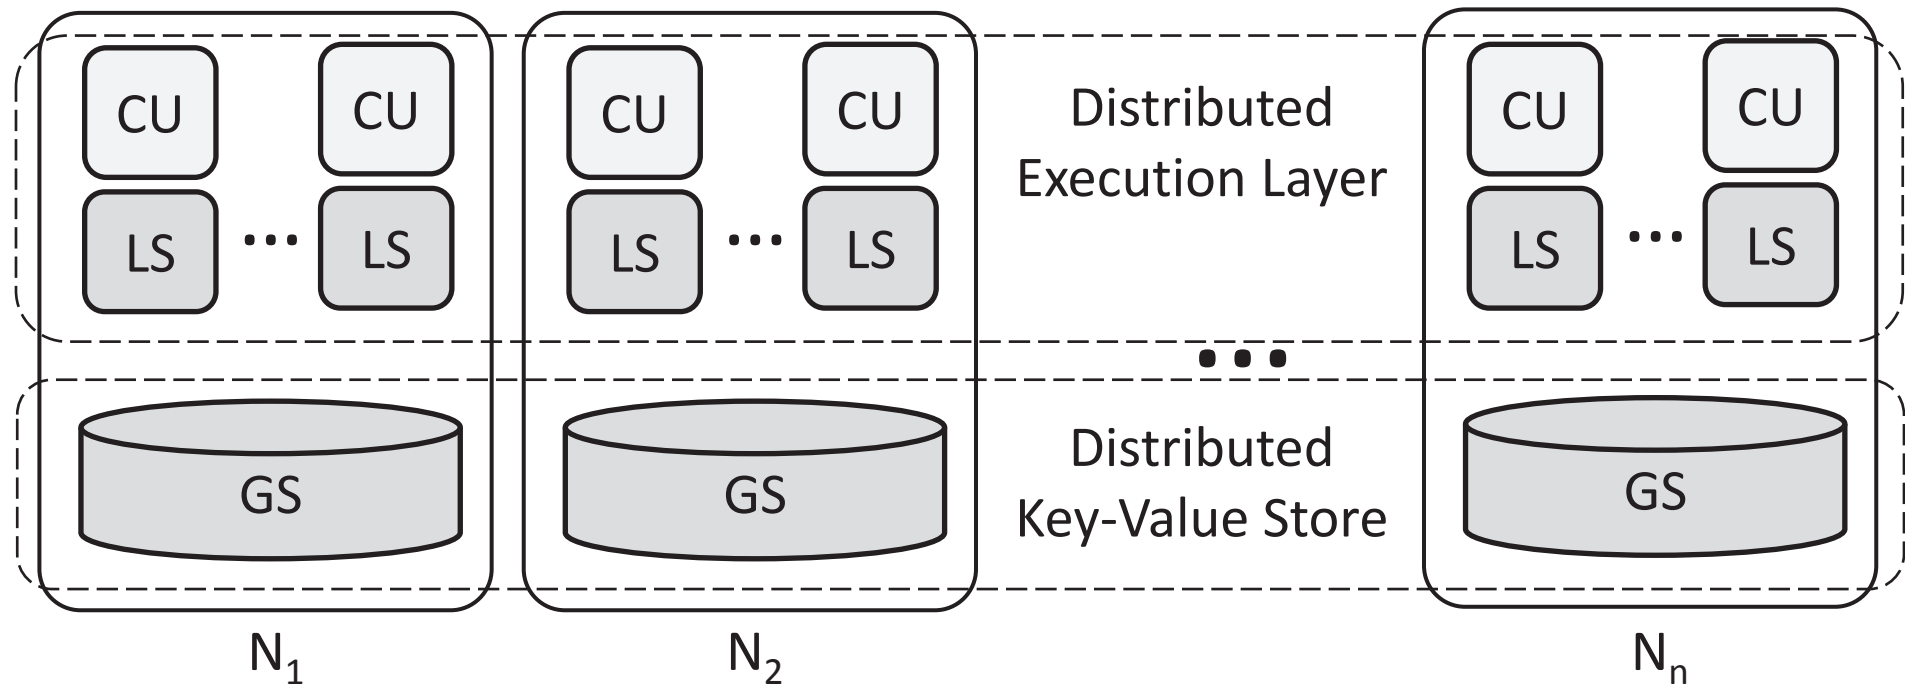 CU CU CU CU CU CU
Distributed
Execution Layer
LS ... LS LS ... LS LS ... LS
...
Distributed
Key-Value Store
GS GS GS
N₁ N₂ Nₙ